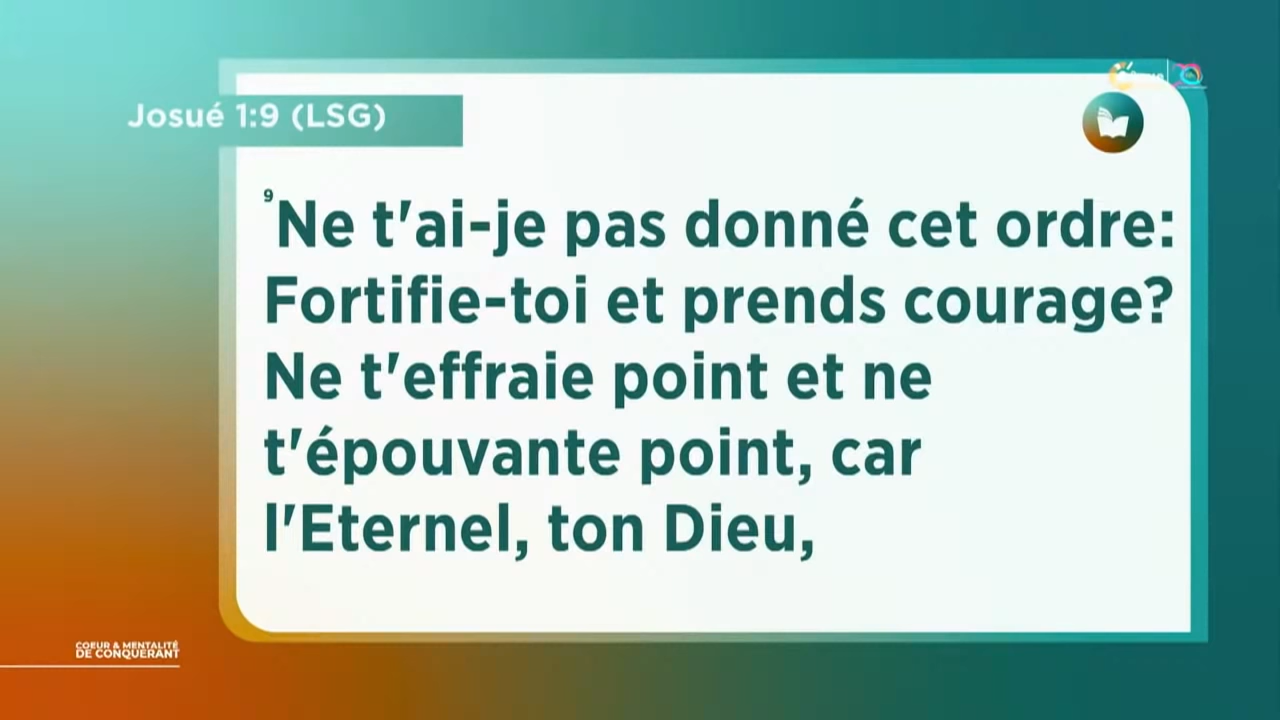 Josué 1:9 (LSG)
9 Ne t'ai-je pas donné cet ordre:
Fortifie-toi et prends courage?
Ne t'effraie point et ne
t'épouvante point, car
l'Eternel, ton Dieu,
COEUR & MENTALITÉ
DE CONQUERANT